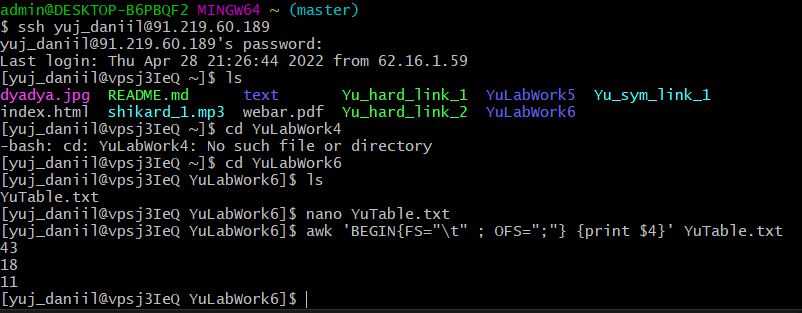 admin@DESKTOP-B6PBQF2 MINGW64 ~ (master)
$ ssh yuj_daniil@91.219.60.189
yuj_daniil@91.219.60.189's password:
Last login: Thu Apr 28 21:26:44 2022 from 62.16.1.59
[yuj_daniil@vpsj3IeQ ~]$ ls
dyadya.jpg  README.md      text       Yu_hard_link_1  YuLabWork5  Yu_sym_link_1
index.html  shikard_1.mp3  webar.pdf  Yu_hard_link_2  YuLabWork6
[yuj_daniil@vpsj3IeQ ~]$ cd YuLabWork4
-bash: cd: YuLabWork4: No such file or directory
[yuj_daniil@vpsj3IeQ ~]$ cd YuLabWork6
[yuj_daniil@vpsj3IeQ YuLabWork6]$ ls
YuTable.txt
[yuj_daniil@vpsj3IeQ YuLabWork6]$ nano YuTable.txt
[yuj_daniil@vpsj3IeQ YuLabWork6]$ awk 'BEGIN{FS="\t" ; OFS=";"} {print $4}' YuTable.txt
43
18
11
[yuj_daniil@vpsj3IeQ YuLabWork6]$